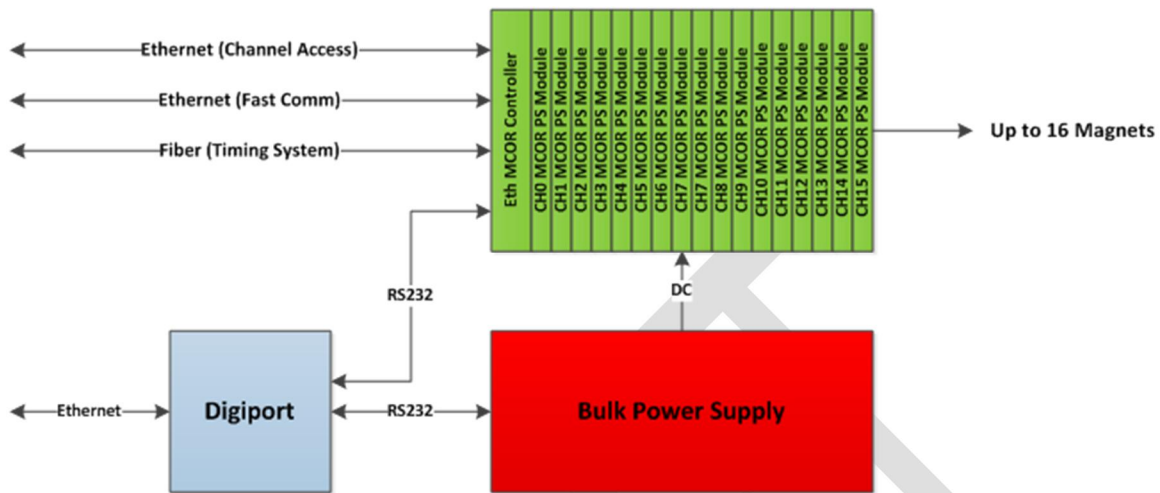 Ethernet (Channel Access)
Ethernet (Fast Comm)
Fiber (Timing System)
Eth MCOR Controller
CH0 MCOR PS Module
CH1 MCOR PS Module
CH2 MCOR PS Module
CH3 MCOR PS Module
CH4 MCOR PS Module
CH5 MCOR PS Module
CH6 MCOR PS Module
CH7 MCOR PS Module
CH7 MCOR PS Module
CH8 MCOR PS Module
CH9 MCOR PS Module
CH10 MCOR PS Module
CH11 MCOR PS Module
CH12 MCOR PS Module
CH13 MCOR PS Module
CH14 MCOR PS Module
CH15 MCOR PS Module
Up to 16 Magnets
RS232
DC
Ethernet
Digiport
RS232
Bulk Power Supply